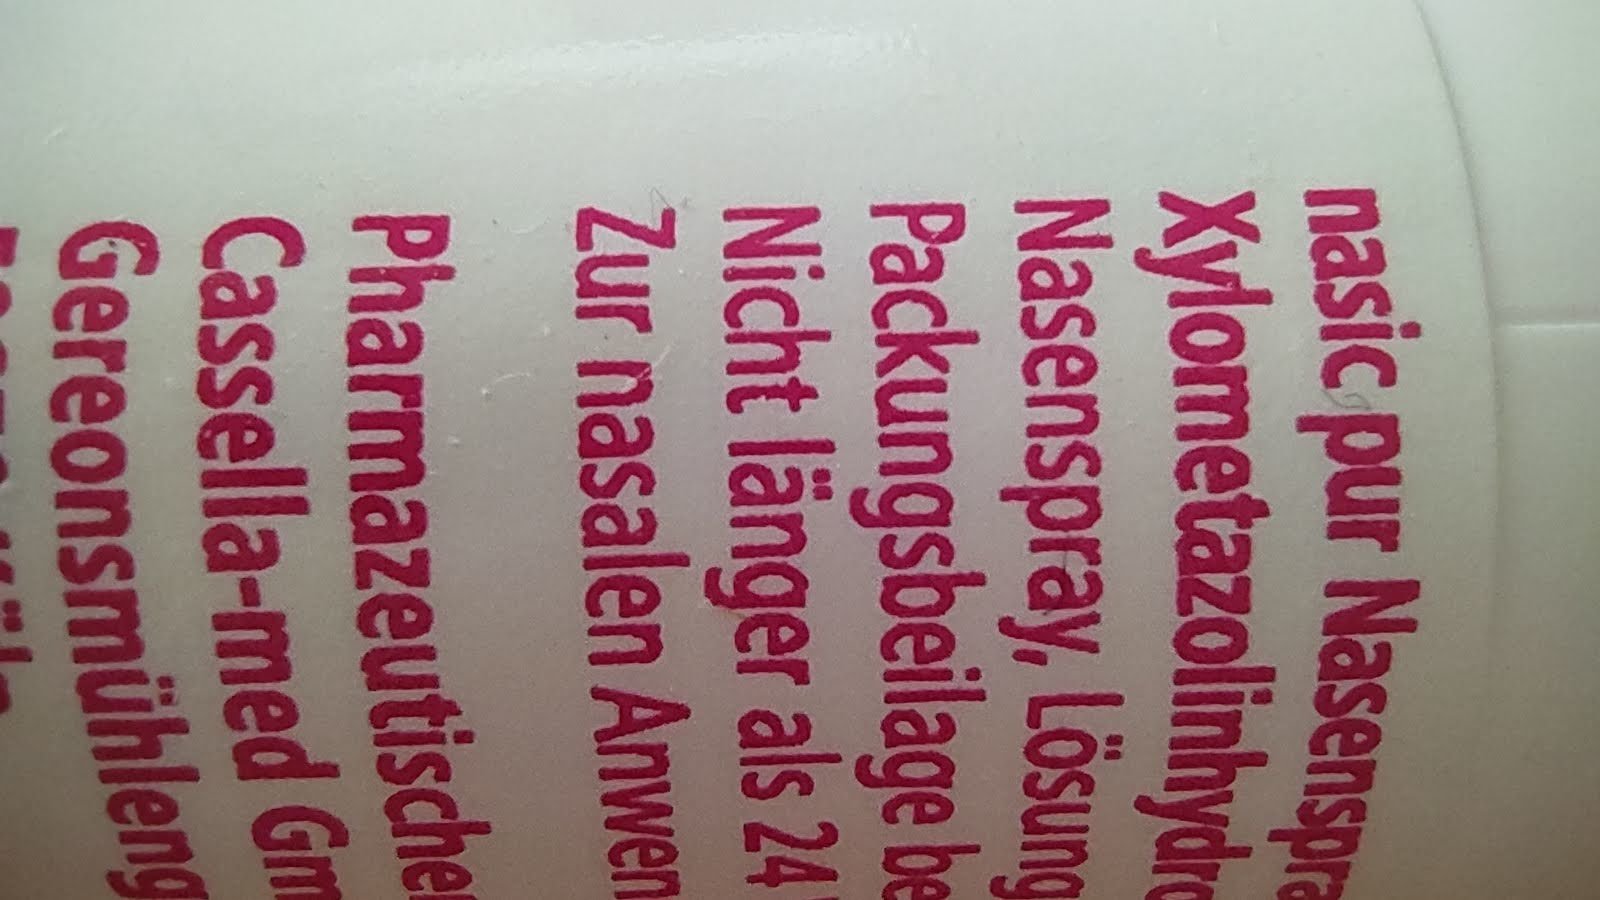 nasic pur Nasenspra
Xylometazolinhydro
Nasenspray, Lösung
Packungsbeilage be
Nicht länger als 24
Zur nasalen Anwen
Pharmazeutischer
Cassella-med Gm
Gereonsmühleng